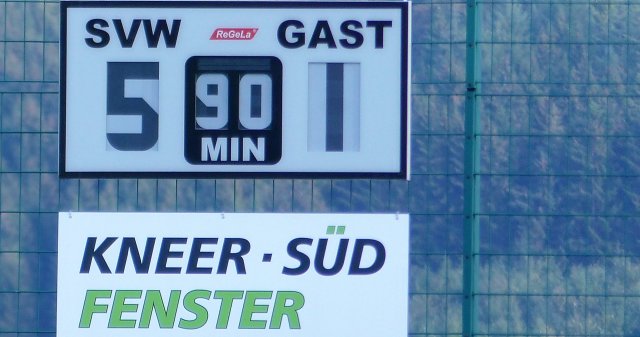 SVW ReGeLa GAST
5 90 1
MIN
KNEER · SÜD
FENSTER